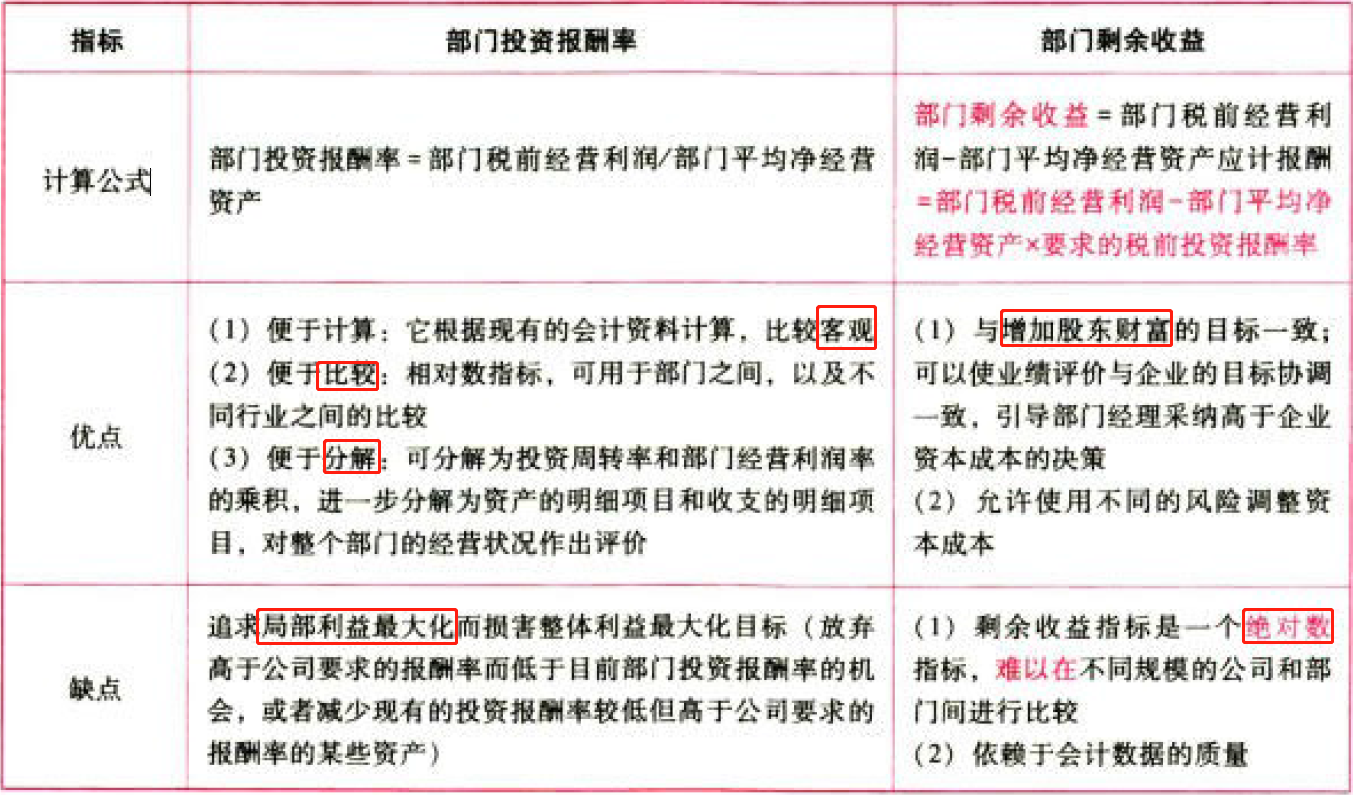 指标
部门投资报酬率
部门剩余收益
计算公式
部门投资报酬率=部门税前经营利润/部门平均净经营
资产
部门剩余收益=部门税前经营利
润-部门平均净经营资产应计报酬
=部门税前经营利润-部门平均净
经营资产×要求的税前投资报酬率
优点
（1）便于计算：它根据现有的会计资料计算，比较客观
（2）便于比较：相对数指标，可用于部门之间，以及不
同行业之间的比较
（3）便于分解：可分解为投资周转率和部门经营利润率
的乘积，进一步分解为资产的明细项目和收支的明细项
目，对整个部门的经营状况作出评价
（1）与增加股东财富的目标一致；
可以使业绩评价与企业的目标协调
一致，引导部门经理采纳高于企业
资本成本的决策
（2）允许使用不同的风险调整资
本成本
缺点
追求局部利益最大化而损害整体利益最大化目标（放弃
高于公司要求的报酬率而低于目前部门投资报酬率的机
会，或者减少现有的投资报酬率较低但高于公司要求的
报酬率的某些资产）
（1）剩余收益指标是一个绝对数
指标，难以在不同规模的公司和部
门间进行比较
（2）依赖于会计数据的质量